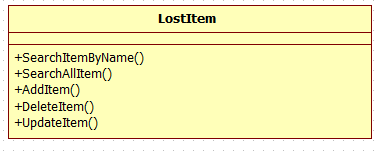 LostItem
+SearchItemByName()
+SearchAllItem()
+AddItem()
+DeleteItem()
+UpdateItem()